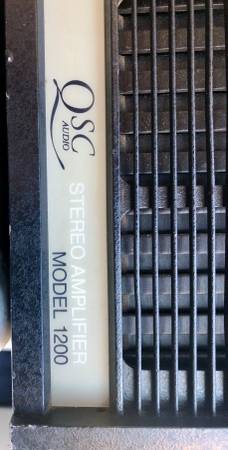 QSC
AUDIO
STEREO AMPLIFIER
MODEL 1200